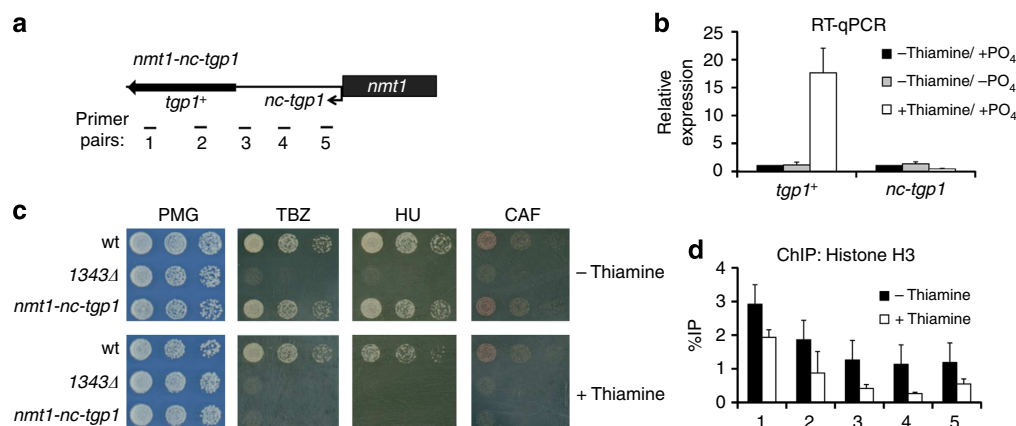 a
nmt1-nc-tgp1
tgp1+
nc-tgp1
nmt1
Primer
pairs:
1 2 3 4 5
b
RT-qPCR
Relative
expression
25
20
15
10
5
0
tgp1+
nc-tgp1
–Thiamine/ +PO4
–Thiamine/ –PO4
+Thiamine/ +PO4
c
PMG TBZ HU CAF
wt
1343Δ
nmt1-nc-tgp1
– Thiamine
wt
1343Δ
nmt1-nc-tgp1
+ Thiamine
d
ChIP: Histone H3
%IP
4
3
2
1
0
– Thiamine
+ Thiamine
1 2 3 4 5